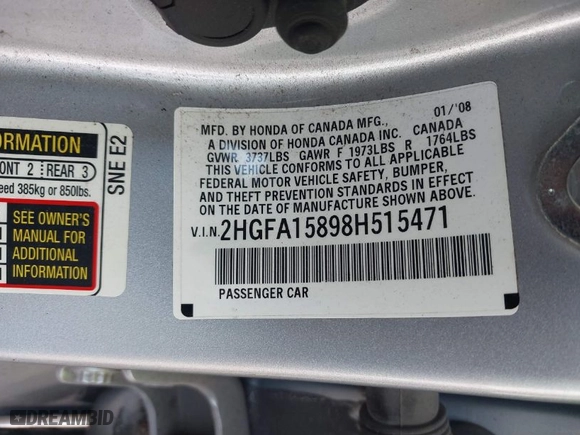 MFD. BY HONDA OF CANADA MFG., 01/'08
A DIVISION OF HONDA CANADA INC. CANADA
GVWR 3737LBS GAWR F 1973LBS R 1764LBS
THIS VEHICLE CONFORMS TO ALL APPLICABLE
FEDERAL MOTOR VEHICLE SAFETY, BUMPER,
AND THEFT PREVENTION STANDARDS IN EFFECT
ON THE DATE OF MANUFACTURE SHOWN ABOVE.
V.I.N. 2HGFA15898H515471
PASSENGER CAR
ORMATION
ONT 2 REAR 3
eed 385kg or 850lbs.
SEE OWNER'S
MANUAL FOR
ADDITIONAL
INFORMATION
SNE E2
DREAMBID